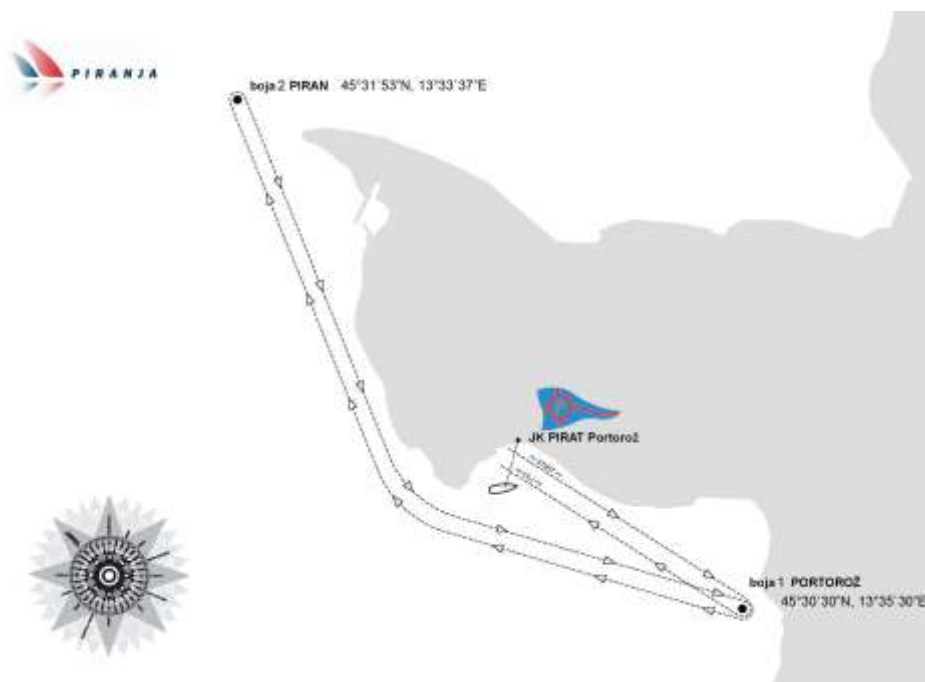 PIRANJA
boja 2 PIRAN 45°31´53"N, 13°33´37"E
JK PIRAT Portorož
boja 1 PORTOROŽ
45°30´30"N, 13°35´30"E